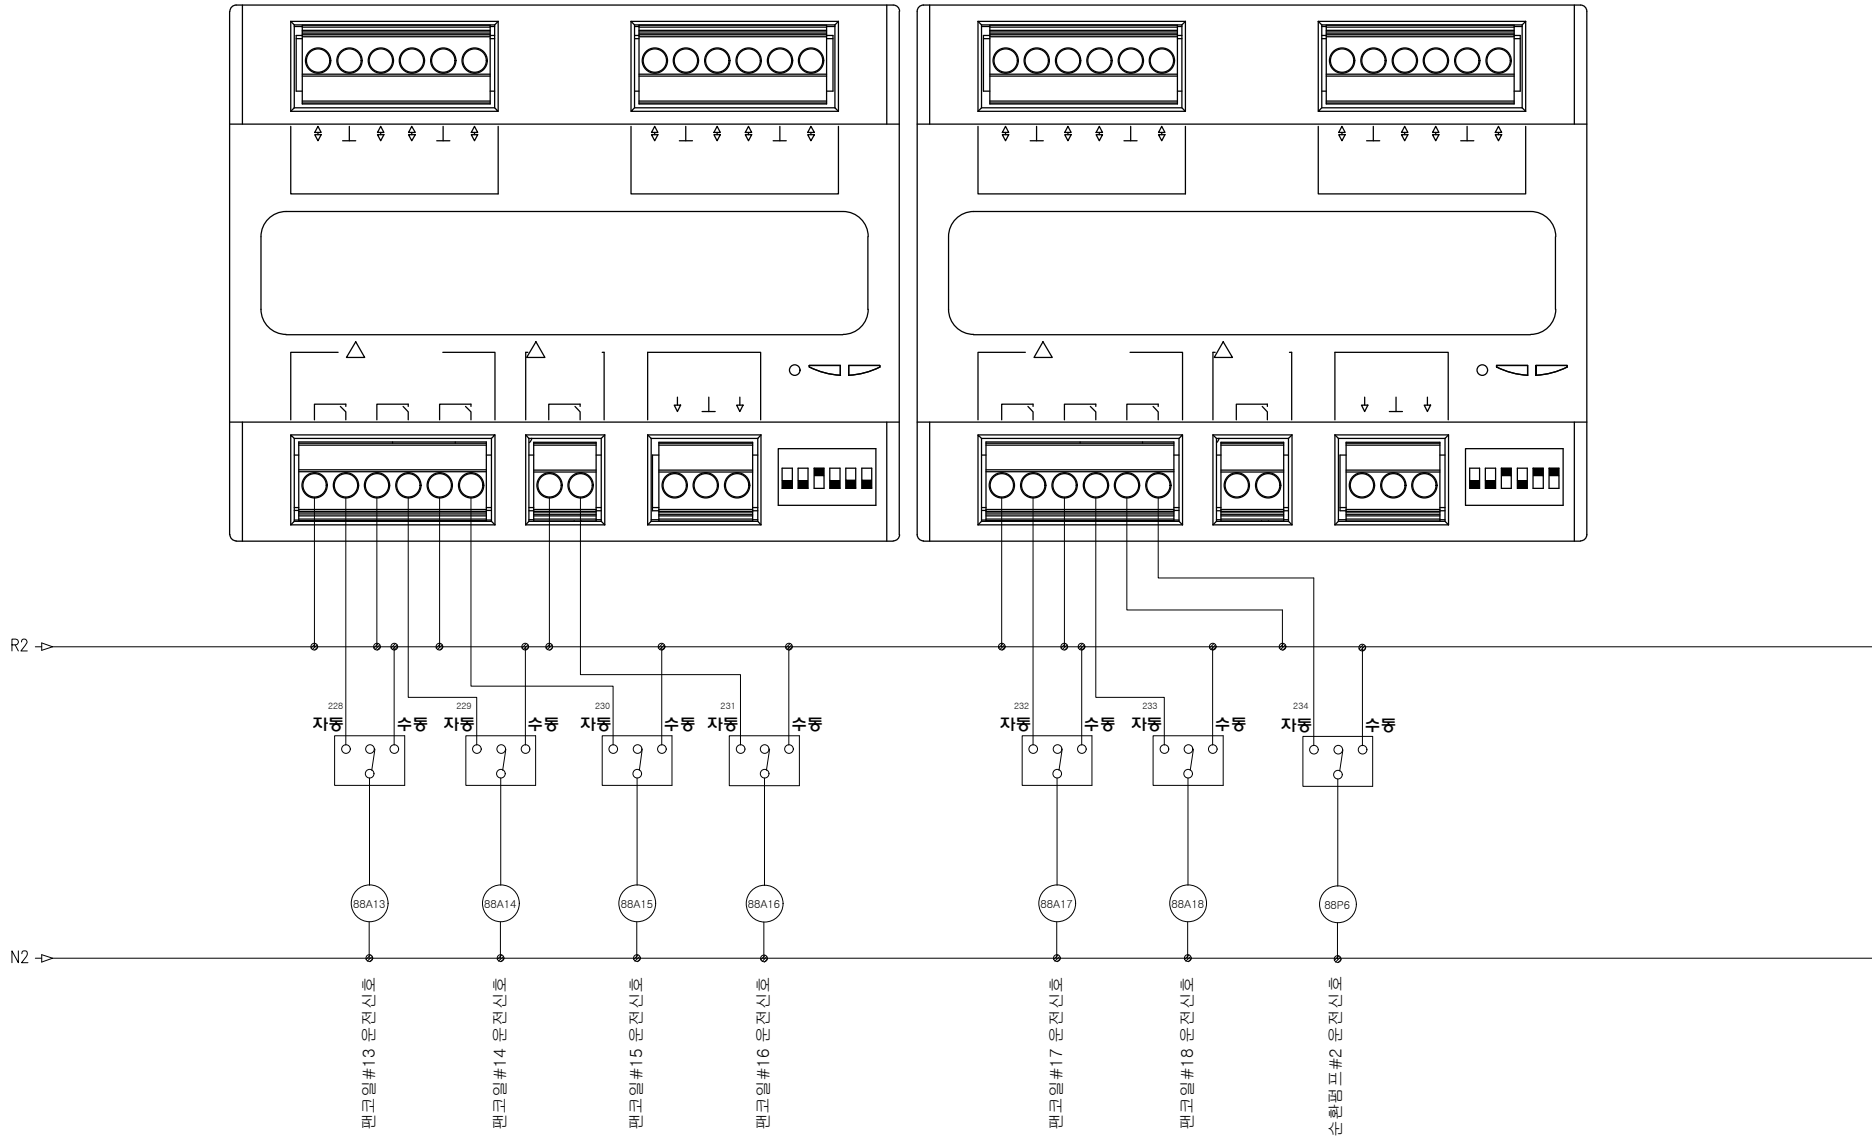 R2
228
229
230
231
232
233
234
자동 수동
자동 수동
자동 수동
자동 수동
자동 수동
자동 수동
자동 수동
88A13
88A14
88A15
88A16
88A17
88A18
88P6
N2
팬코일#13 운전신호
팬코일#14 운전신호
팬코일#15 운전신호
팬코일#16 운전신호
팬코일#17 운전신호
팬코일#18 운전신호
순환펌프#2 운전신호